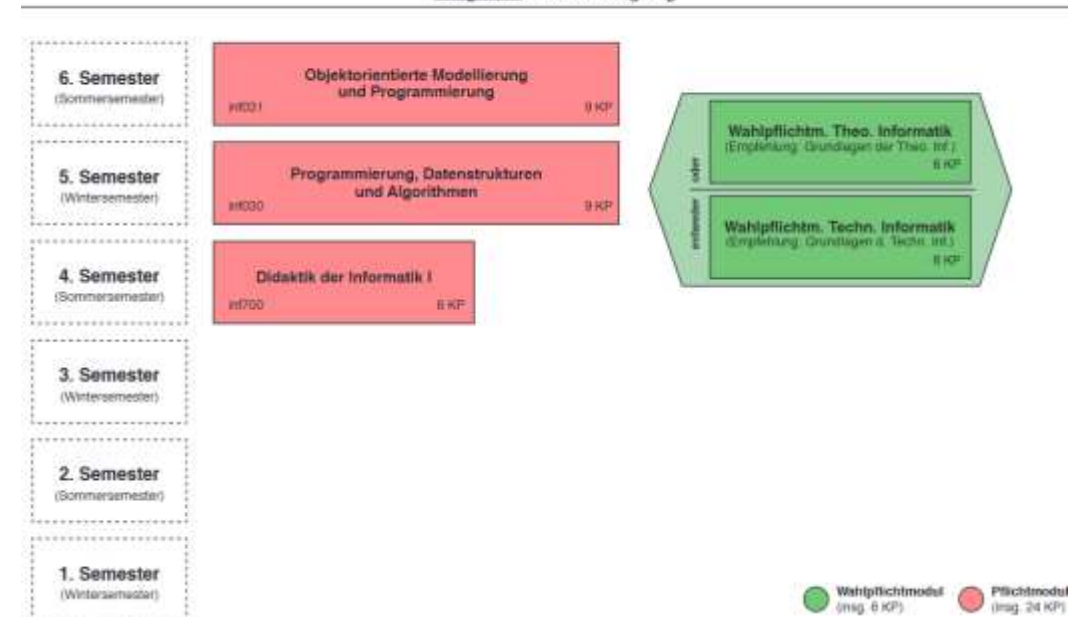 6. Semester
(Sommersemester)
Objektorientierte Modellierung
und Programmierung
inf031
9 KP
Wahlpflichtm. Theo. Informatik
(Empfehlung: Grundlagen der Theo. Inf.)
6 KP
oder
5. Semester
(Wintersemester)
Programmierung, Datenstrukturen
und Algorithmen
inf030
9 KP
entweder
Wahlpflichtm. Techn. Informatik
(Empfehlung: Grundlagen d. Techn. Inf.)
6 KP
4. Semester
(Sommersemester)
Didaktik der Informatik I
inf700
6 KP
3. Semester
(Wintersemester)
2. Semester
(Sommersemester)
1. Semester
(Wintersemester)
Wahlpflichtmodul
(insg. 6 KP)
Pflichtmodul
(insg. 24 KP)